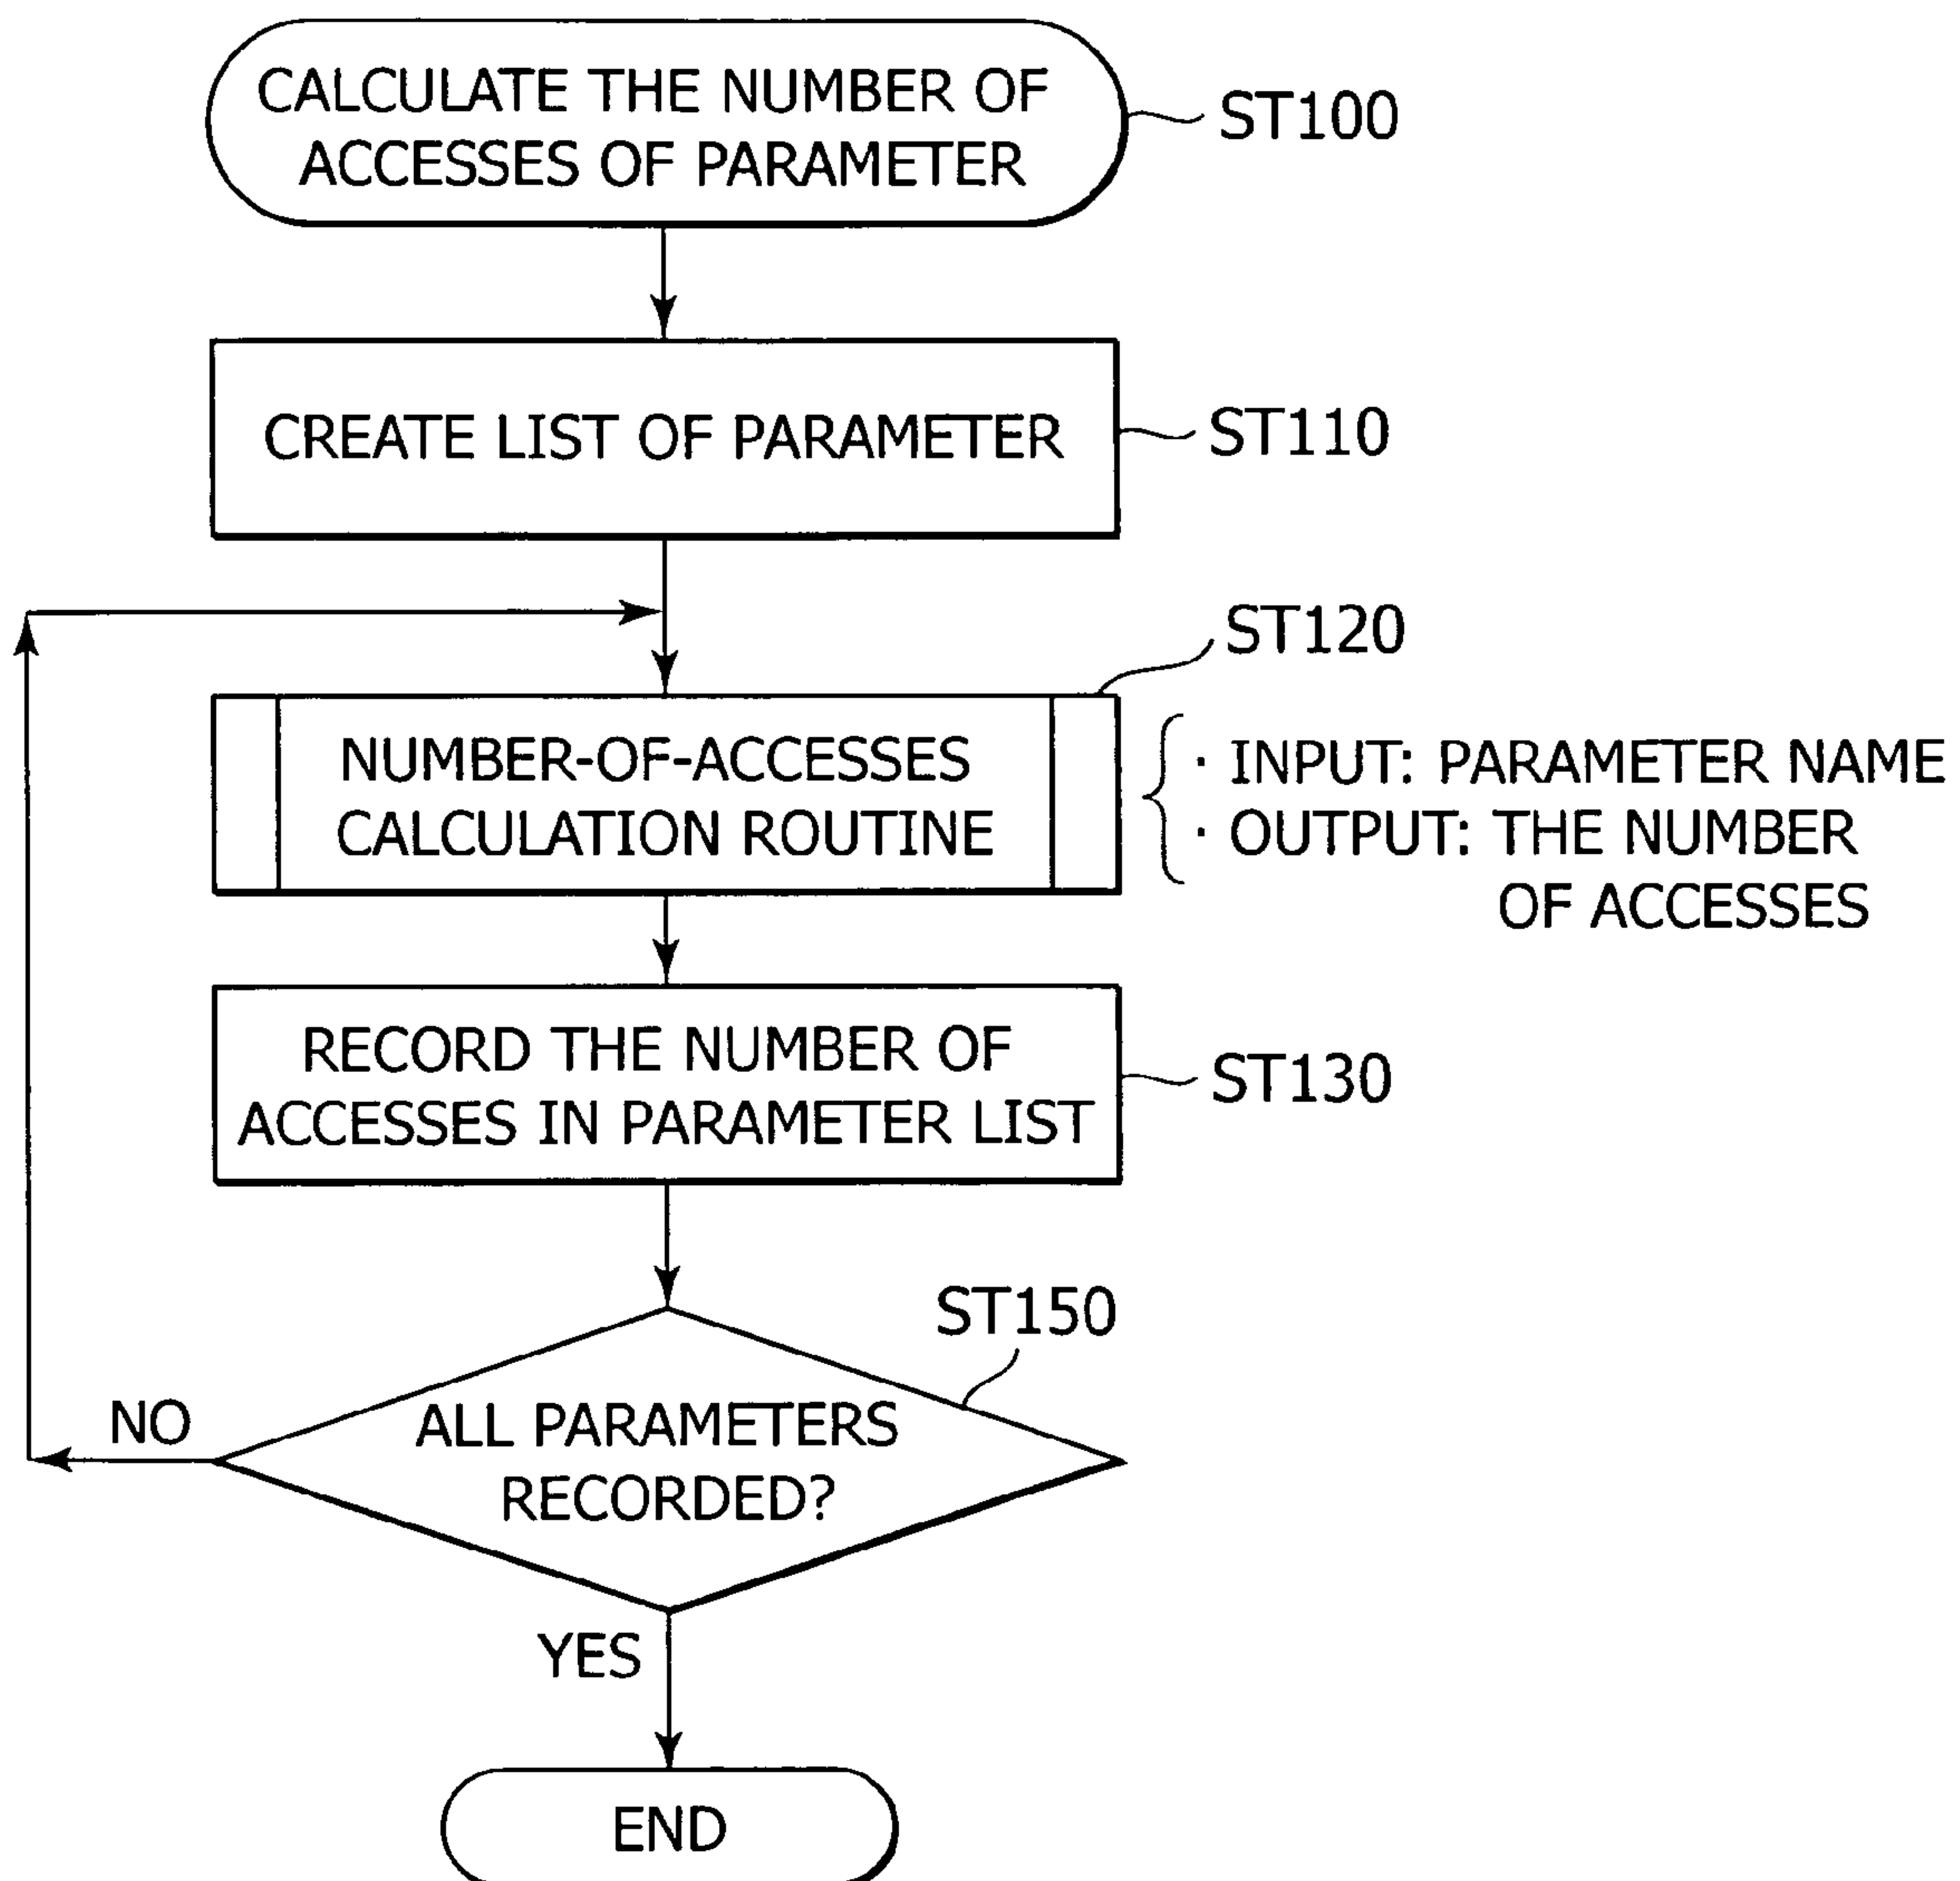 CALCULATE THE NUMBER OF
ACCESSES OF PARAMETER
ST100
CREATE LIST OF PARAMETER
ST110
ST120
NUMBER-OF-ACCESSES
CALCULATION ROUTINE
· INPUT: PARAMETER NAME
· OUTPUT: THE NUMBER
OF ACCESSES
RECORD THE NUMBER OF
ACCESSES IN PARAMETER LIST
ST130
ST150
ALL PARAMETERS
RECORDED?
NO
YES
END